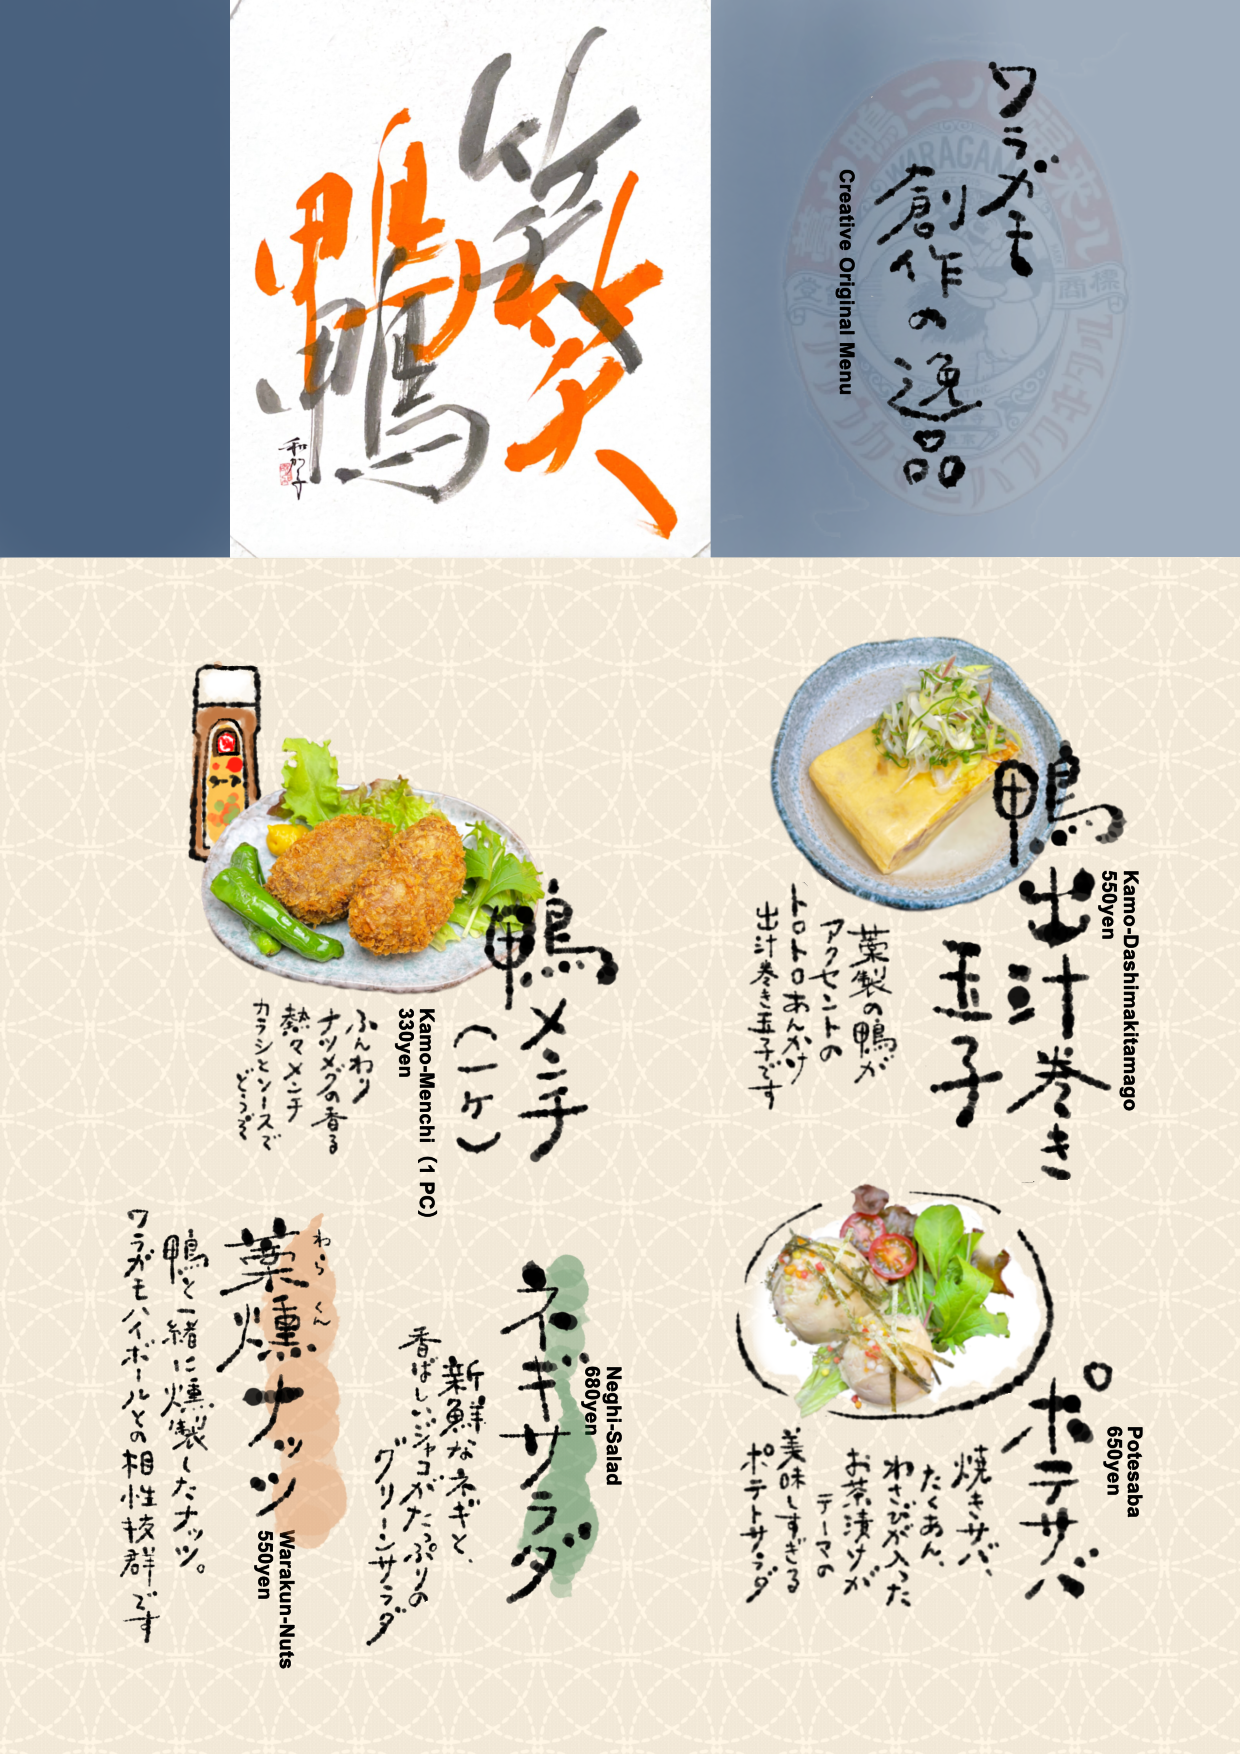 ワラガモ
創作の逸品
Creative Original Menu
笑鴨
笑鴨
WARAGAMO
鴨出汁巻き
玉子
Kamo-Dashimakitamago
550yen
藁製の鴨が
アクセントの
トロトロあんかけ
出汁巻き玉子です
鴨メンチ
(一ヶ)
Kamo-Menchi (1 PC)
330yen
ふんわり
ナツメグの香る
熱々メンチ
カラシとソースで
どうぞ
ポテサバ
Potesaba
650yen
焼きサバ、
たくあん、
わさびが入った
お茶漬けが
テーマの
美味しすぎる
ポテトサラダ
ネギサラダ
Neghi-Salad
680yen
新鮮なネギと、
香ばしいジャコがたっぷりの
グリーンサラダ
わらくん
藁燻ナッツ
Warakun-Nuts
550yen
鴨と一緒に燻製したナッツ。
ワラガモハイボールとの相性抜群です